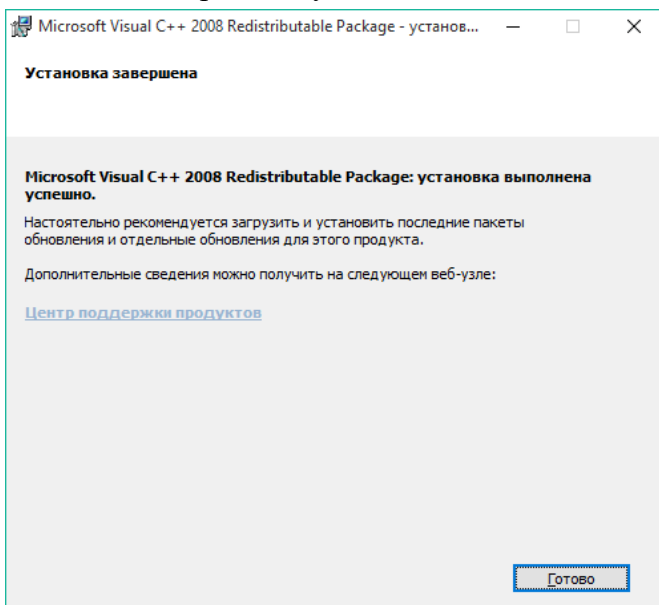 Microsoft Visual C++ 2008 Redistributable Package - установ...
Установка завершена
Microsoft Visual C++ 2008 Redistributable Package: установка выполнена
успешно.
Настоятельно рекомендуется загрузить и установить последние пакеты
обновления и отдельные обновления для этого продукта.
Дополнительные сведения можно получить на следующем веб-узле:
Центр поддержки продуктов
Готово